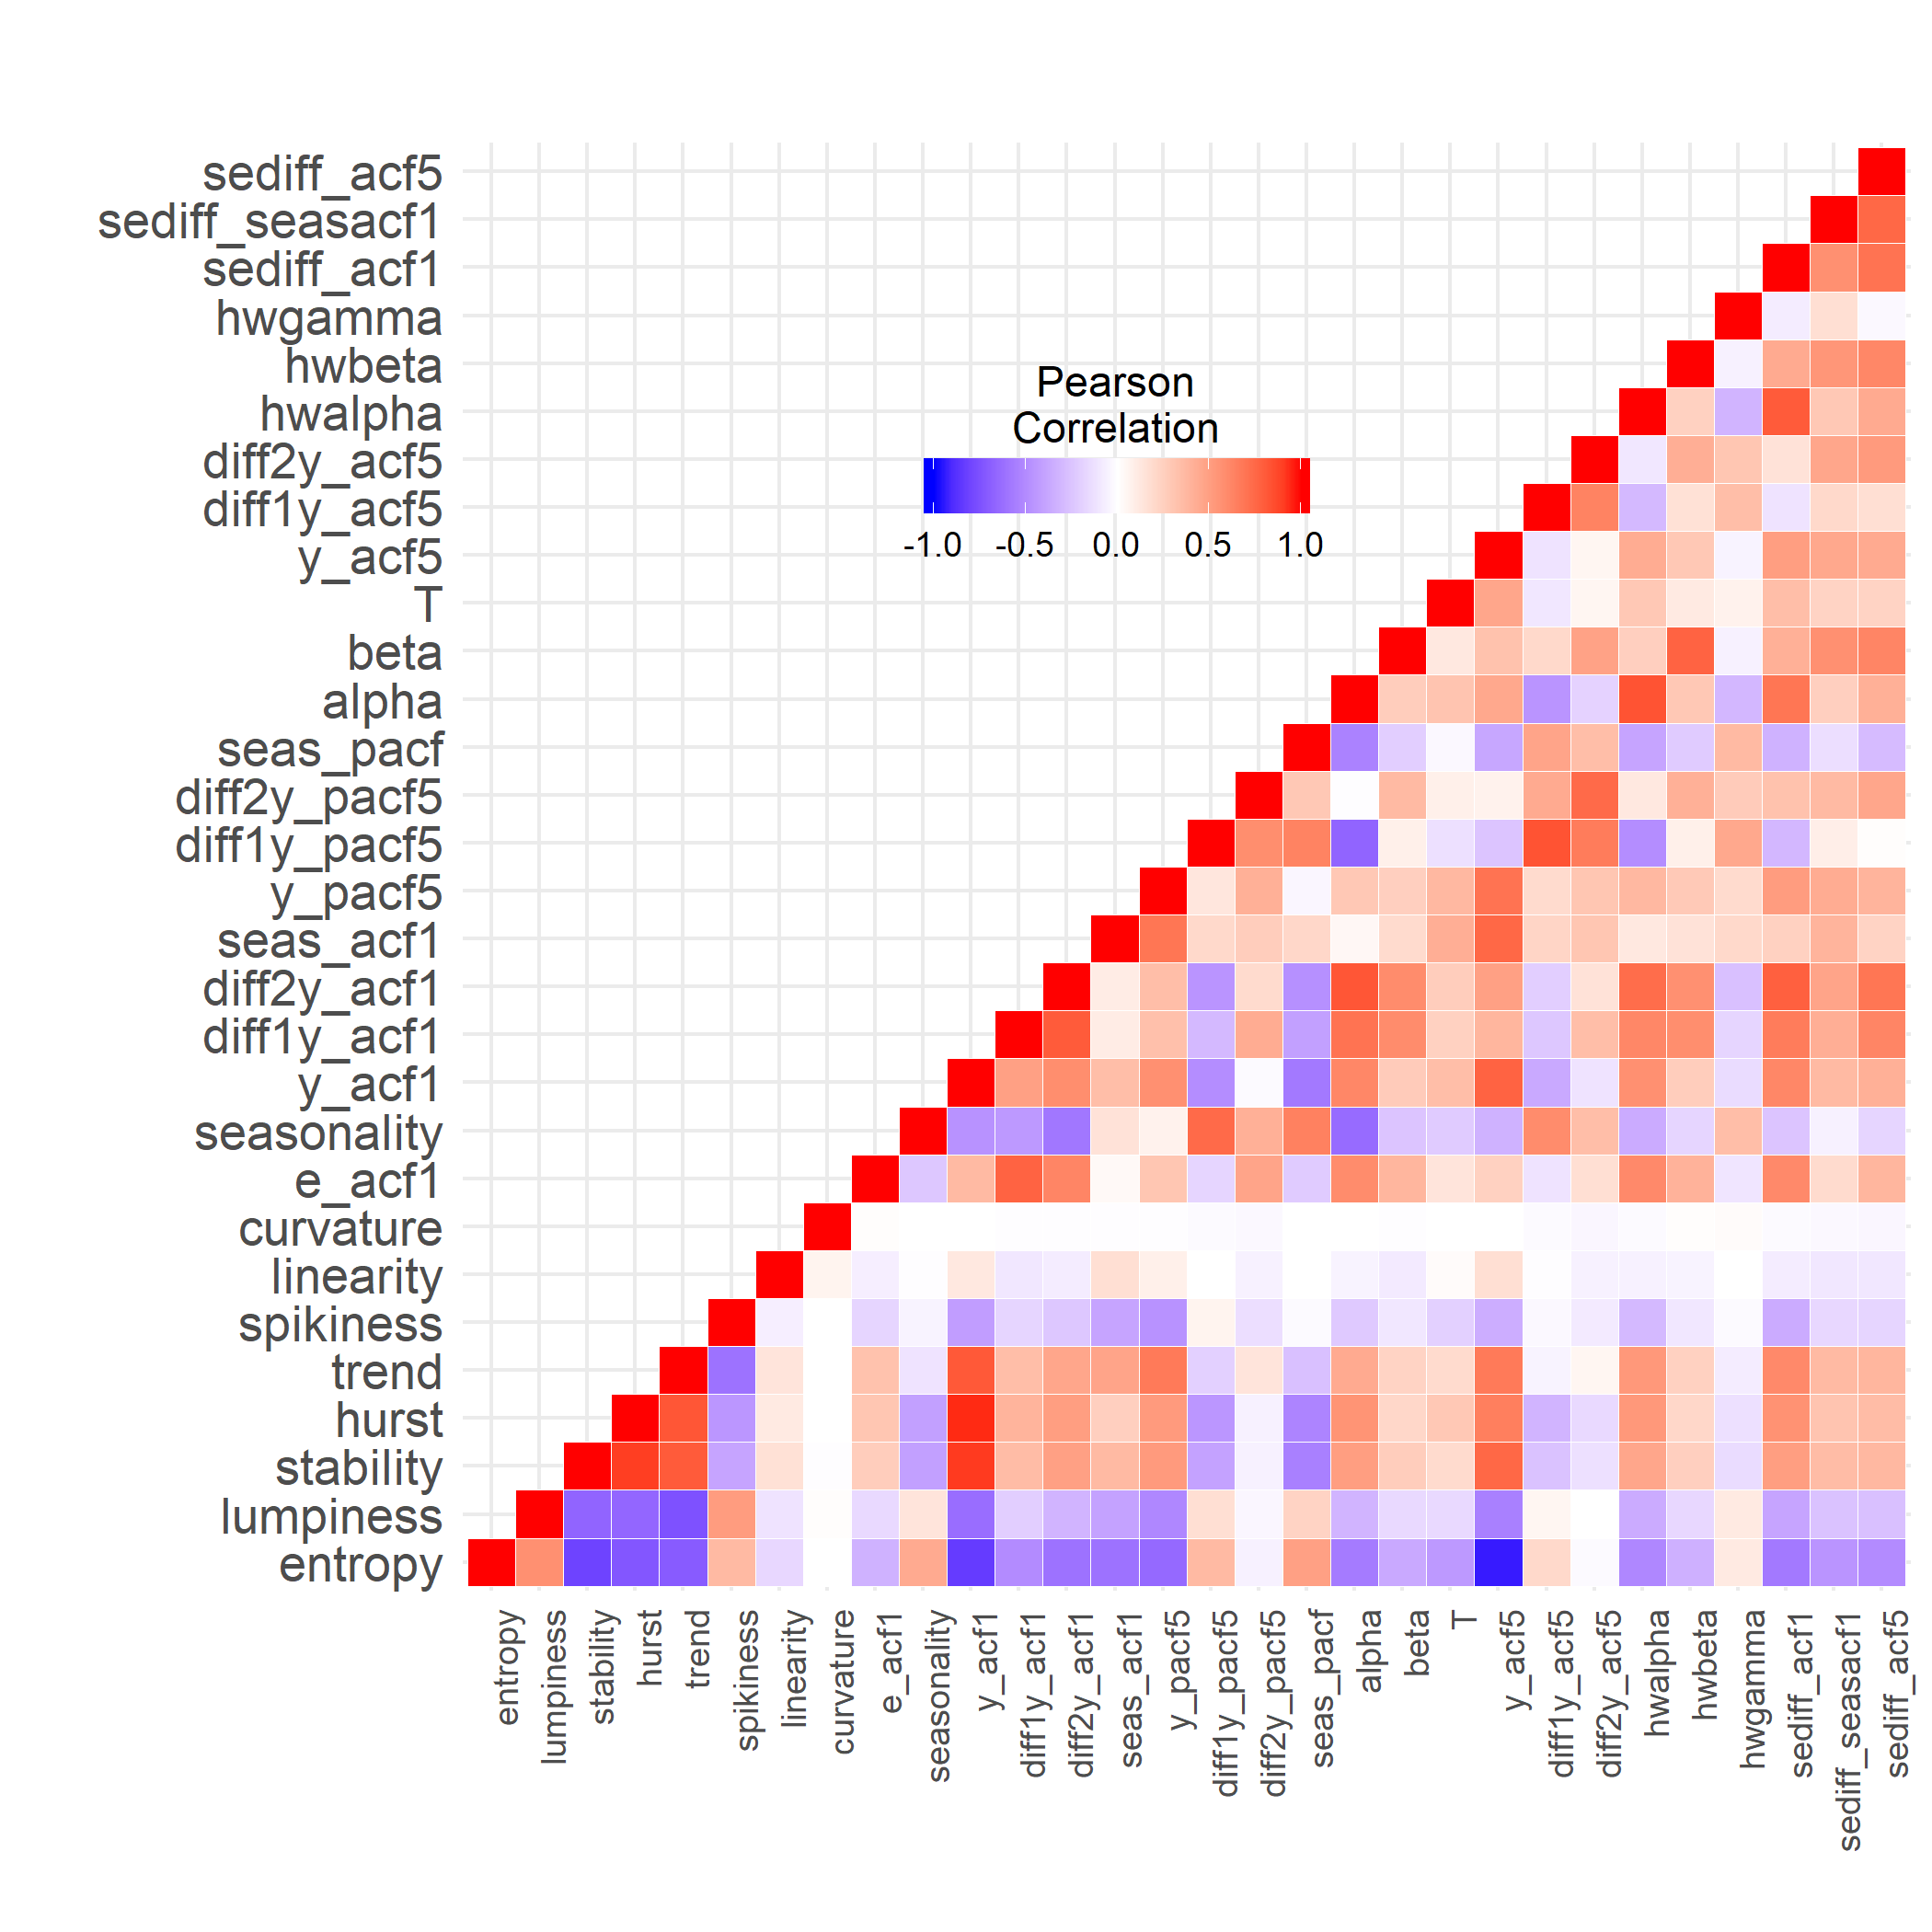 sediff_acf5
sediff_seasacf1
sediff_acf1
hwgamma
hwbeta
hwalpha
diff2y_acf5
diff1y_acf5
y_acf5
T
beta
alpha
seas_pacf
diff2y_pacf5
diff1y_pacf5
y_pacf5
seas_acf1
diff2y_acf1
diff1y_acf1
y_acf1
seasonality
e_acf1
curvature
linearity
spikiness
trend
hurst
stability
lumpiness
entropy
Pearson
Correlation
-1.0 -0.5 0.0 0.5 1.0
entropy
lumpiness
stability
hurst
trend
spikiness
linearity
curvature
e_acf1
seasonality
y_acf1
diff1y_acf1
diff2y_acf1
seas_acf1
y_pacf5
diff1y_pacf5
diff2y_pacf5
seas_pacf
alpha
beta
T
y_acf5
diff1y_acf5
diff2y_acf5
hwalpha
hwbeta
hwgamma
sediff_acf1
sediff_seasacf1
sediff_acf5